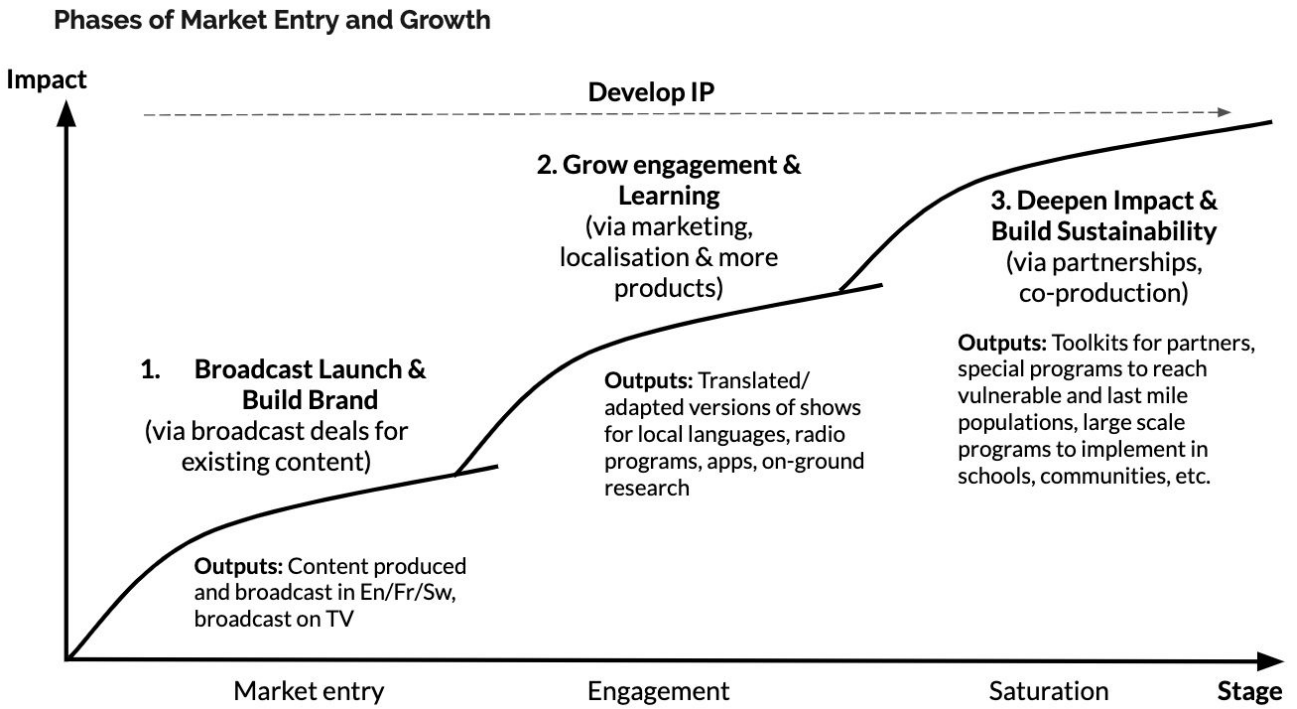 Phases of Market Entry and Growth
Impact
Develop IP
2. Grow engagement &
Learning
(via marketing,
localisation & more
products)
3. Deepen Impact &
Build Sustainability
(via partnerships,
co-production)
1. Broadcast Launch &
Build Brand
(via broadcast deals for
existing content)
Outputs: Toolkits for partners,
special programs to reach
vulnerable and last mile
populations, large scale
programs to implement in
schools, communities, etc.
Outputs: Translated/
adapted versions of shows
for local languages, radio
programs, apps, on-ground
research
Outputs: Content produced
and broadcast in En/Fr/Sw,
broadcast on TV
Market entry
Engagement
Saturation
Stage